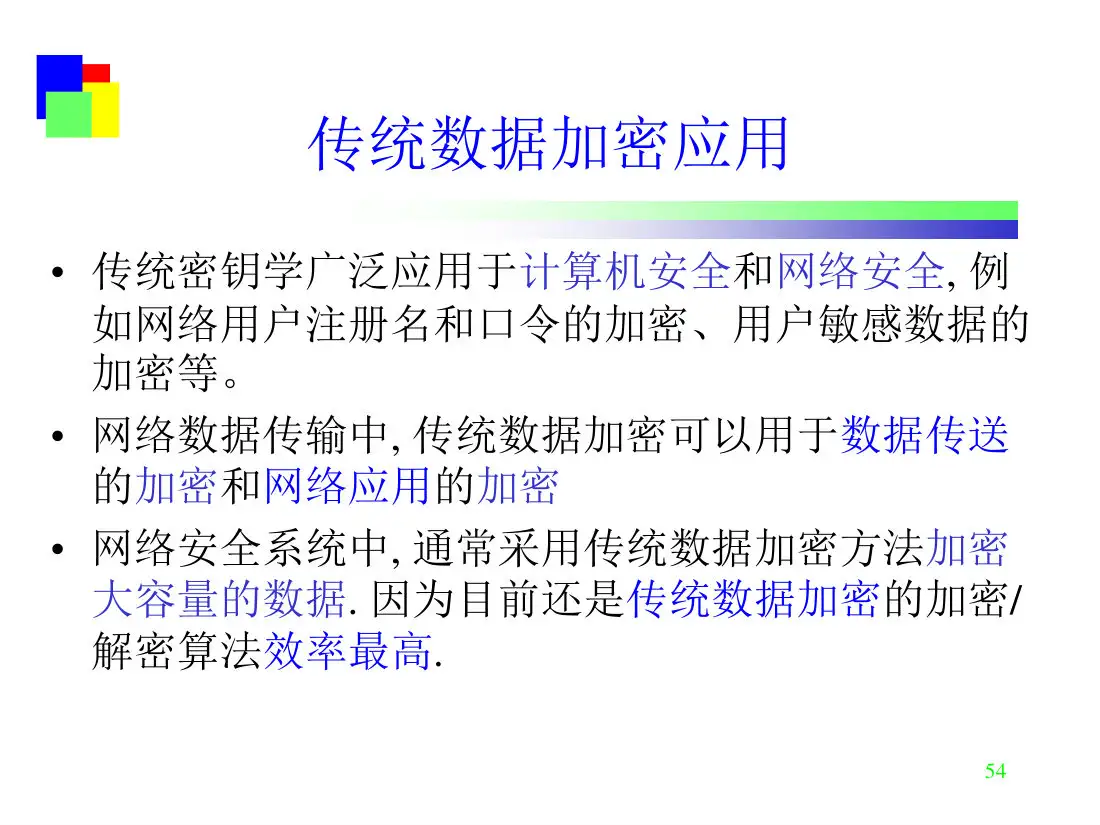 传统数据加密应用
• 传统密钥学广泛应用于计算机安全和网络安全, 例
如网络用户注册名和口令的加密、用户敏感数据的
加密等。
• 网络数据传输中, 传统数据加密可以用于数据传送
的加密和网络应用的加密
• 网络安全系统中, 通常采用传统数据加密方法加密
大容量的数据. 因为目前还是传统数据加密的加密/
解密算法效率最高.
54